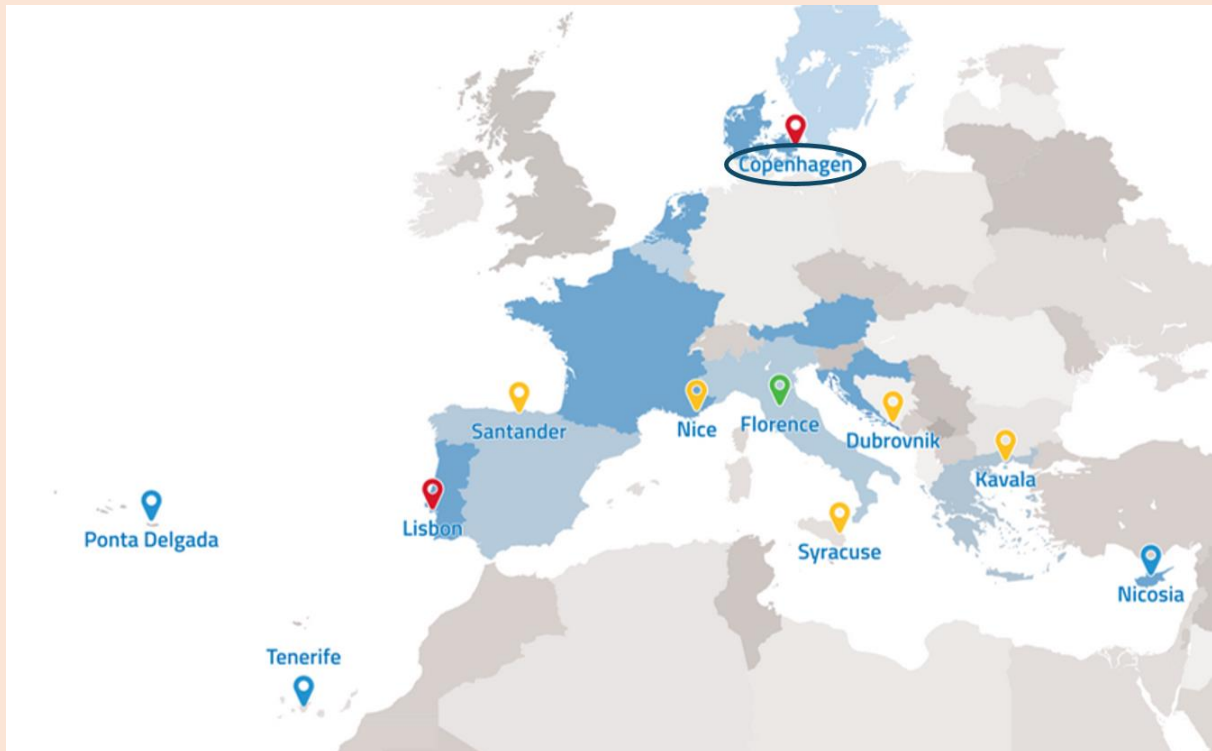 Copenhagen
Santander
Nice
Florence
Dubrovnik
Kavala
Lisbon
Ponta Delgada
Syracuse
Nicosia
Tenerife